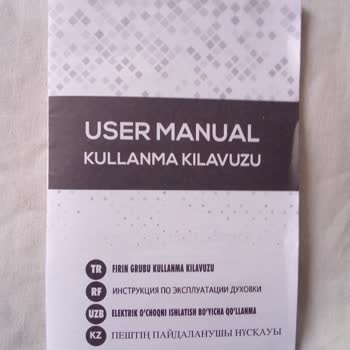 USER MANUAL
KULLANMA KILAVUZU
TR FIRIN GRUBU KULLANMA KILAVUZU
RF ИНСТРУКЦИЯ ПО ЭКСПЛУАТАЦИИ ДУХОВКИ
UZB ELEKTRIK O'CHOQNI ISHLATISH BO'YICHA QO'LLANMA
KZ ПЕШТІҢ ПАЙДАЛАНУШЫ НҮСҚАУЫ